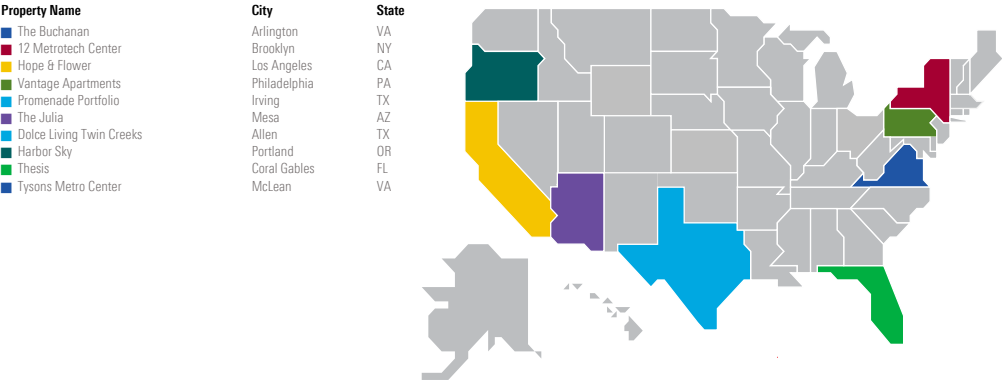 Property Name City State
The Buchanan Arlington VA
12 Metrotech Center Brooklyn NY
Hope & Flower Los Angeles CA
Vantage Apartments Philadelphia PA
Promenade Portfolio Irving TX
The Julia Mesa AZ
Dolce Living Twin Creeks Allen TX
Harbor Sky Portland OR
Thesis Coral Gables FL
Tysons Metro Center McLean VA